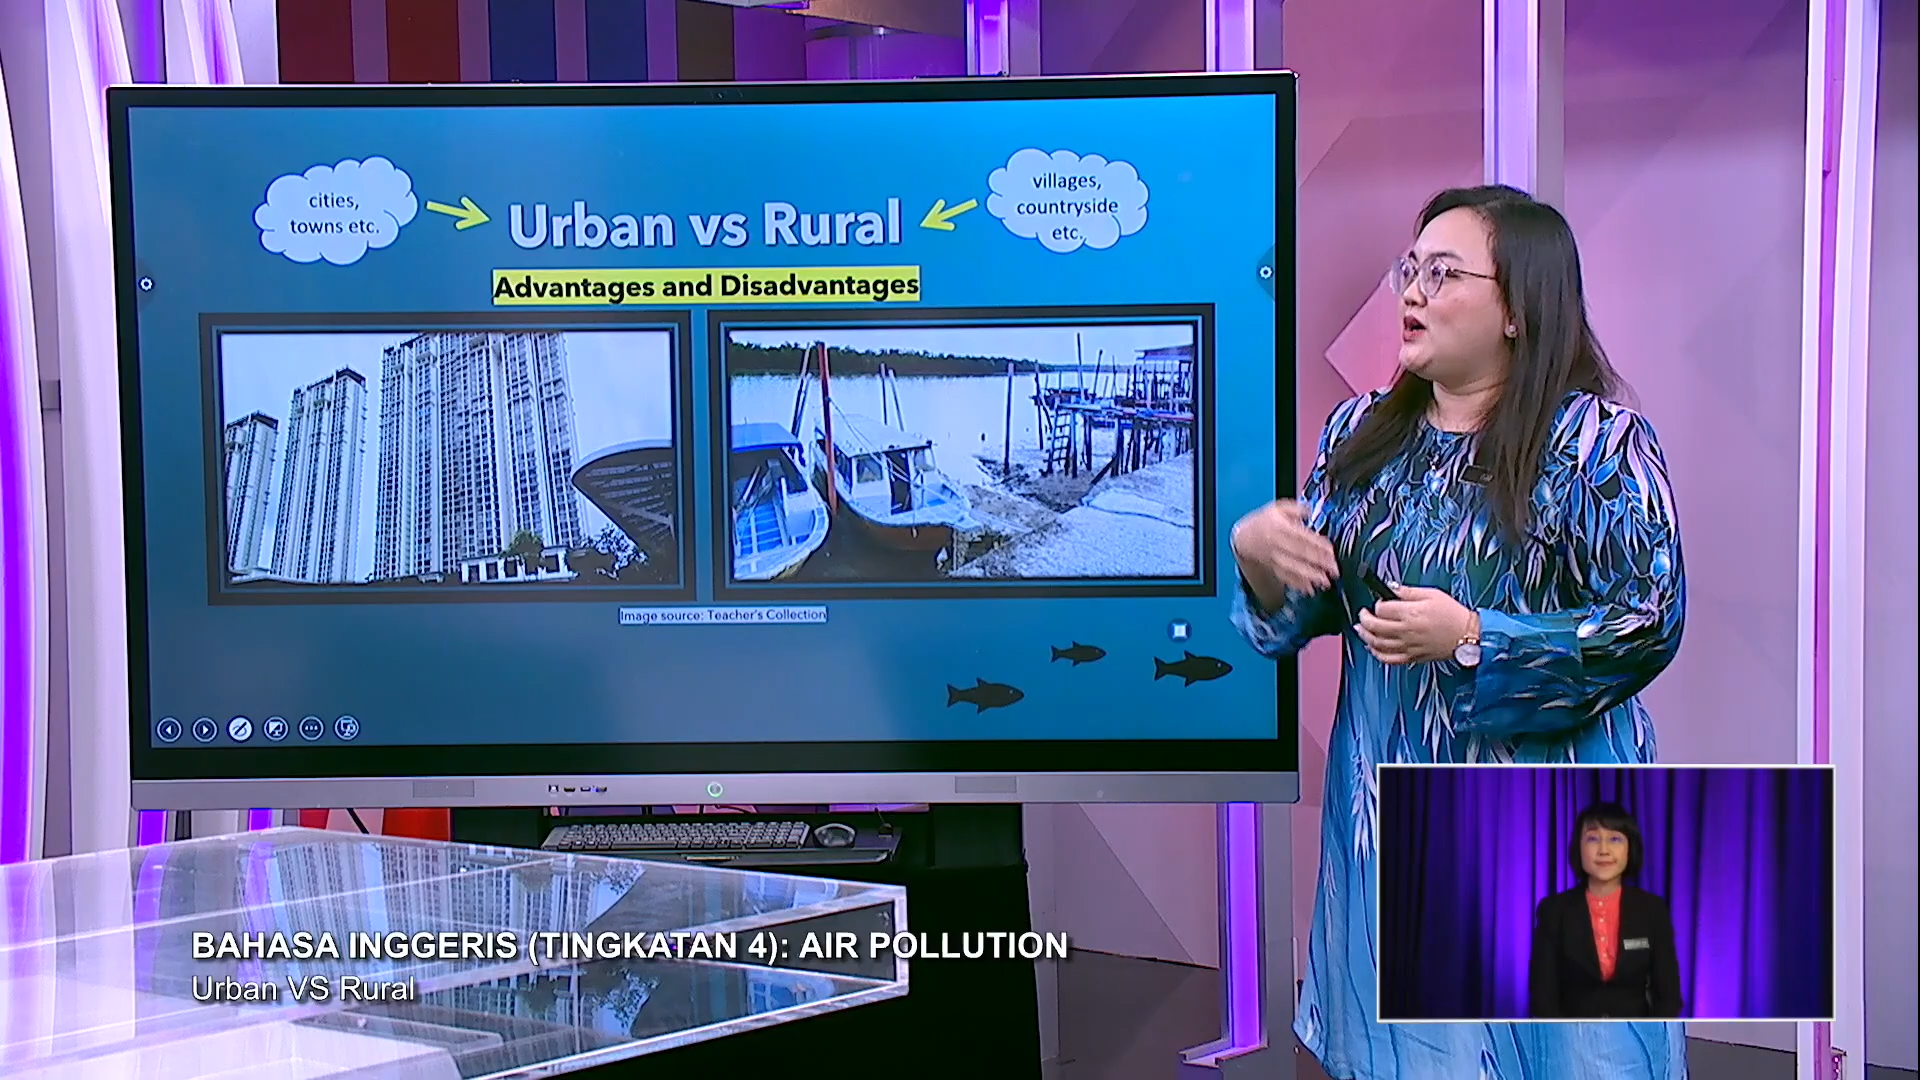 cities,
towns etc.
Urban vs Rural
villages,
countryside
etc.
Advantages and Disadvantages
Image source: Teacher's Collection
BAHASA INGGERIS (TINGKATAN 4): AIR POLLUTION
Urban VS Rural